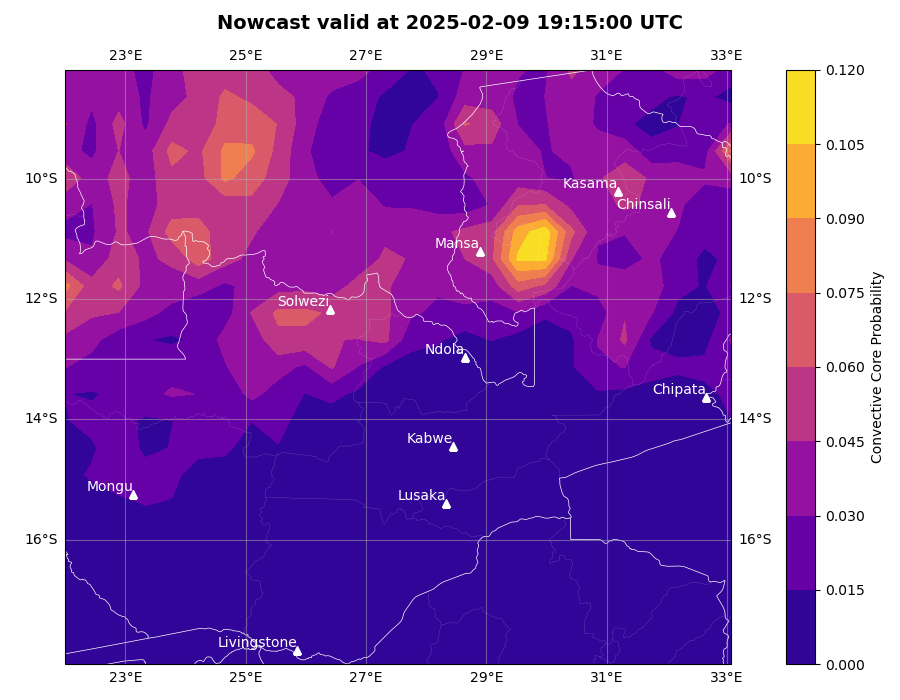 Nowcast valid at 2025-02-09 19:15:00 UTC
23°E 25°E 27°E 29°E 31°E 33°E
0.120
0.105
10°S Kasama 10°S
Chinsali
0.090
Mansa
0.075
12°S Solwezi 12°S
Ndola
0.060
Chipata
14°S 14°S
Kabwe
0.045
Mongu
Lusaka
0.030
16°S 16°S
0.015
Livingstone
0.000
23°E 25°E 27°E 29°E 31°E 33°E
Convective Core Probability